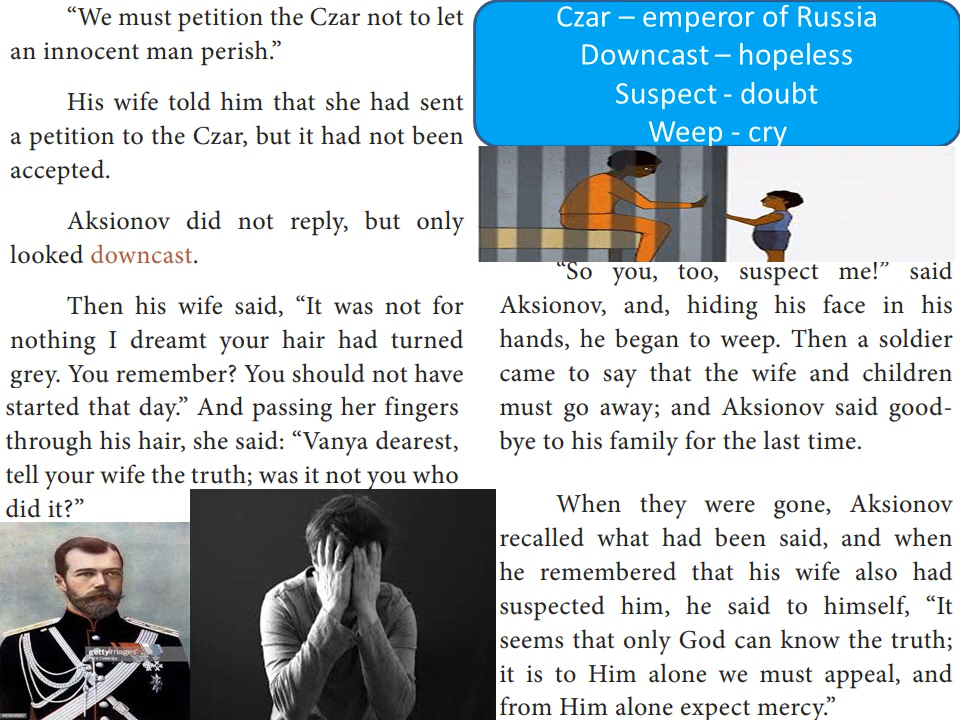 “We must petition the Czar not to let
an innocent man perish.”
His wife told him that she had sent
a petition to the Czar, but it had not been
accepted.
Aksionov did not reply, but only
looked downcast.
Then his wife said, “It was not for
nothing I dreamt your hair had turned
grey. You remember? You should not have
started that day.” And passing her fingers
through his hair, she said: “Vanya dearest,
tell your wife the truth; was it not you who
did it?”
Czar – emperor of Russia
Downcast – hopeless
Suspect - doubt
Weep - cry
“So you, too, suspect me!” said
Aksionov, and, hiding his face in his
hands, he began to weep. Then a soldier
came to say that the wife and children
must go away; and Aksionov said good-
bye to his family for the last time.
When they were gone, Aksionov
recalled what had been said, and when
he remembered that his wife also had
suspected him, he said to himself, “It
seems that only God can know the truth;
it is to Him alone we must appeal, and
from Him alone expect mercy.”
gettyimages